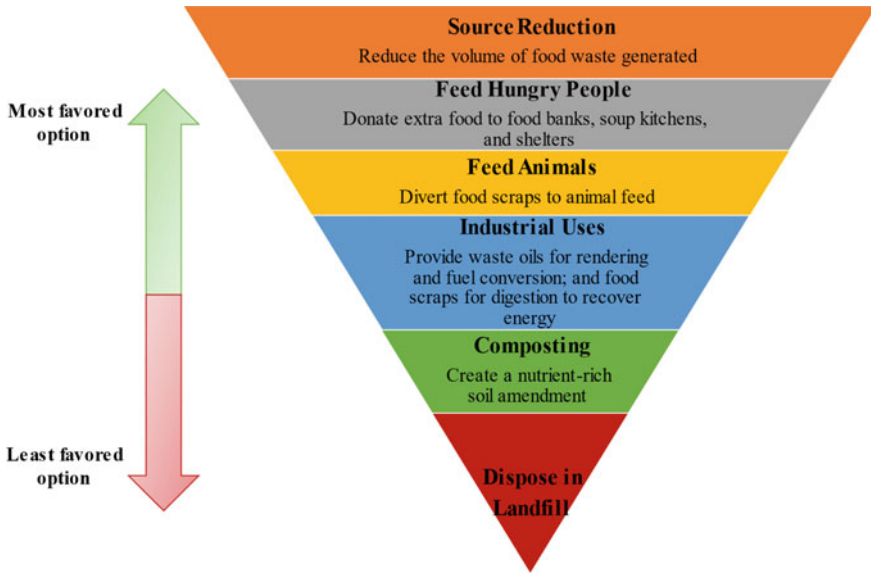 Source Reduction
Reduce the volume of food waste generated
Feed Hungry People
Donate extra food to food banks, soup kitchens,
and shelters
Feed Animals
Divert food scraps to animal feed
Industrial Uses
Provide waste oils for rendering
and fuel conversion; and food
scraps for digestion to recover
energy
Composting
Create a nutrient-rich
soil amendment
Dispose in
Landfill
Most favored
option
Least favored
option